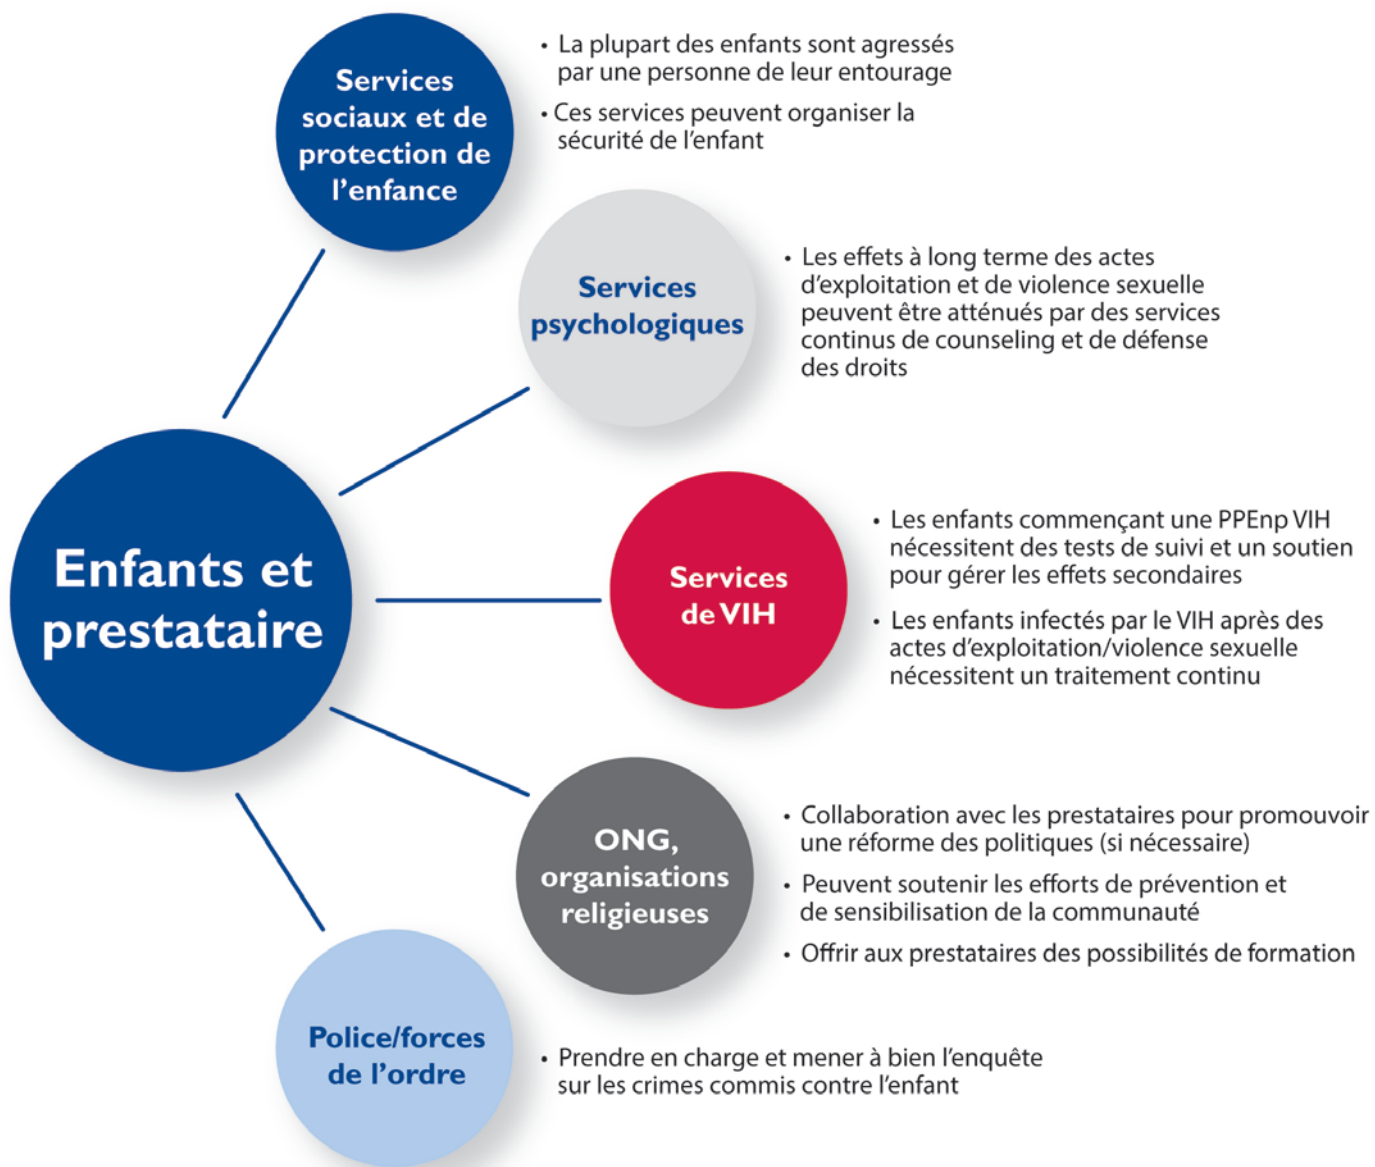 Services
sociaux et de
protection de
l’enfance
• La plupart des enfants sont agressés
par une personne de leur entourage
• Ces services peuvent organiser la
sécurité de l’enfant
Services
psychologiques
• Les effets à long terme des actes
d’exploitation et de violence sexuelle
peuvent être atténués par des services
continus de counseling et de défense
des droits
Enfants et
prestataire
Services
de VIH
• Les enfants commençant une PPEnp VIH
nécessitent des tests de suivi et un soutien
pour gérer les effets secondaires
• Les enfants infectés par le VIH après des
actes d’exploitation/violence sexuelle
nécessitent un traitement continu
ONG,
organisations
religieuses
• Collaboration avec les prestataires pour promouvoir
une réforme des politiques (si nécessaire)
• Peuvent soutenir les efforts de prévention et
de sensibilisation de la communauté
• Offrir aux prestataires des possibilités de formation
Police/forces
de l’ordre
• Prendre en charge et mener à bien l’enquête
sur les crimes commis contre l’enfant